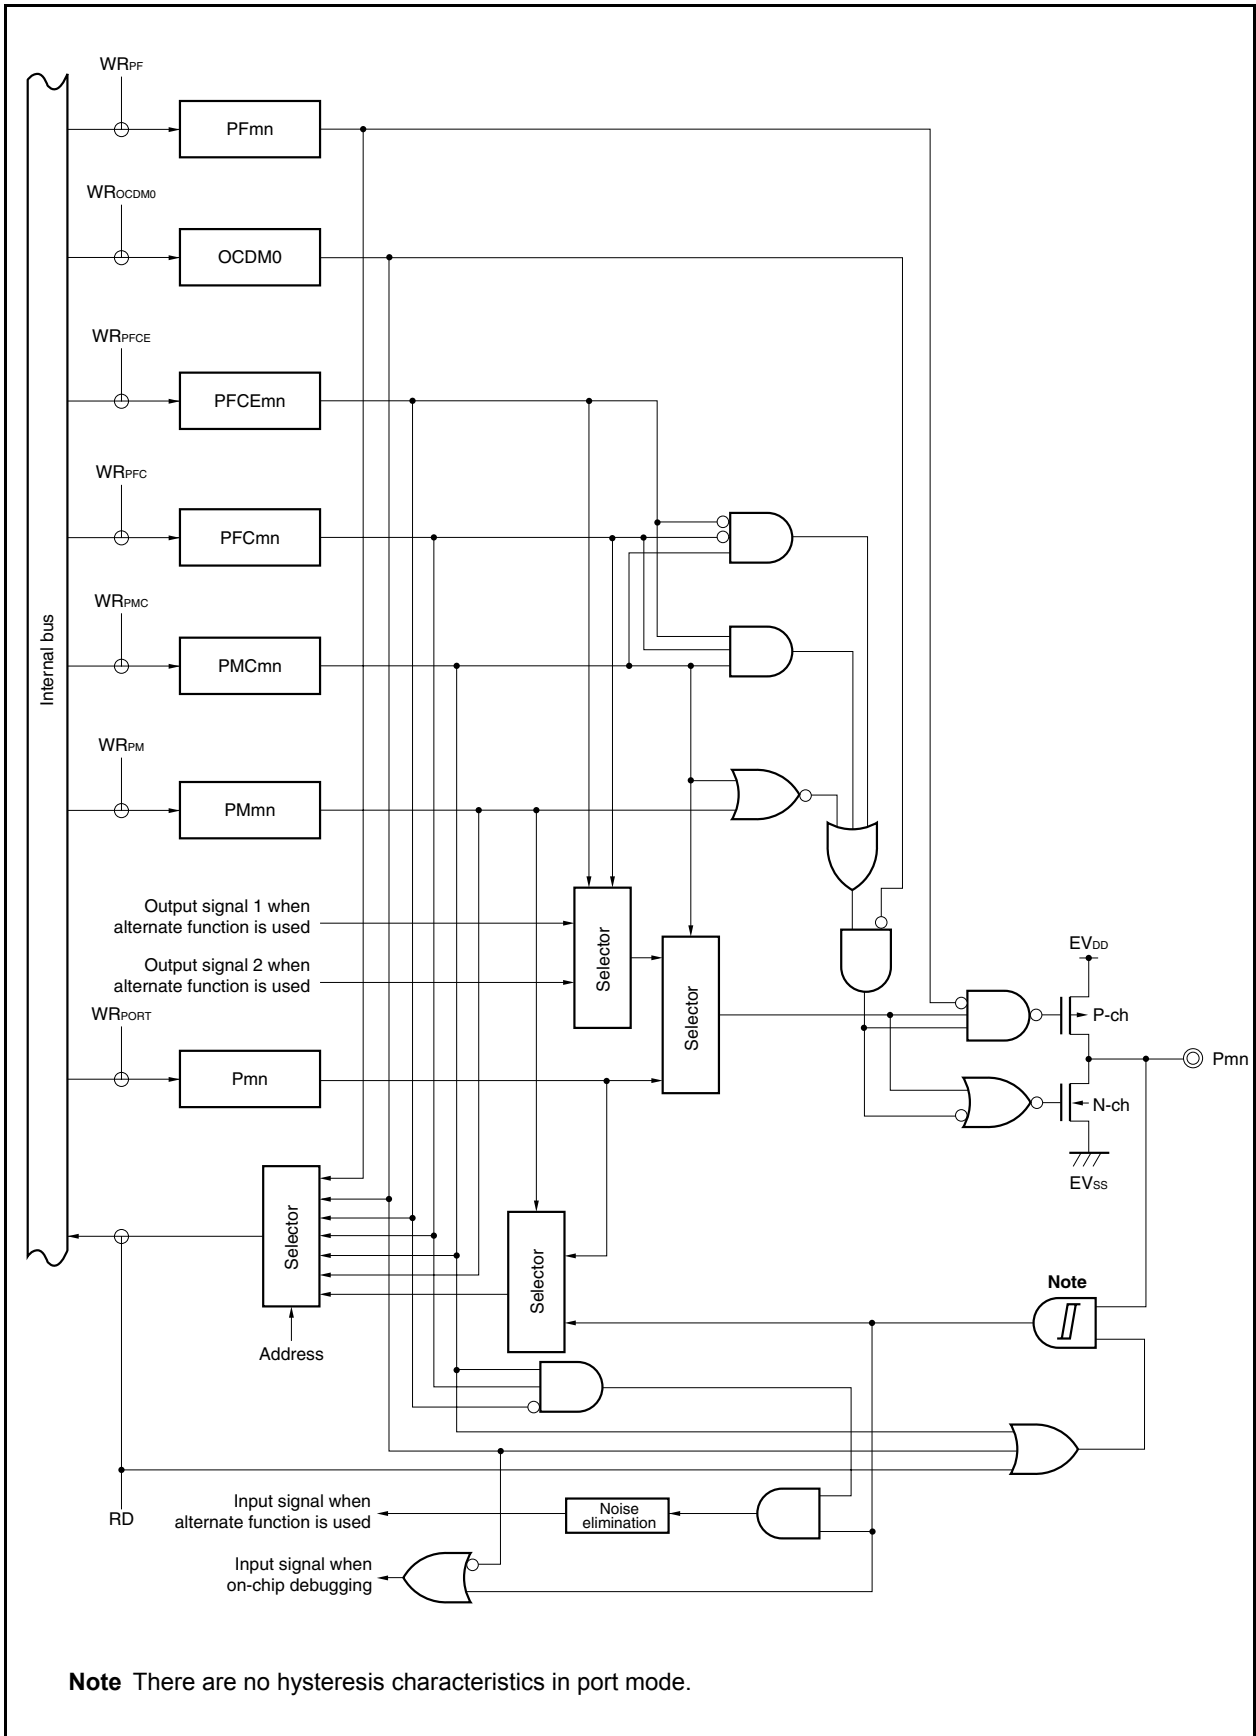 WRPF
PFmn
WROCDM0
OCDM0
WRPFCE
PFCEmn
WRPFC
PFCmn
WRPMC
PMCmn
Internal bus
WRPM
PMmn
Output signal 1 when
alternate function is used
Output signal 2 when
alternate function is used
Selector
Selector
EVDD
P-ch
WRPORT
Pmn
Pmn
N-ch
EVSS
Selector
Selector
Note
Address
RD
Input signal when
alternate function is used
Noise
elimination
Input signal when
on-chip debugging
Note There are no hysteresis characteristics in port mode.